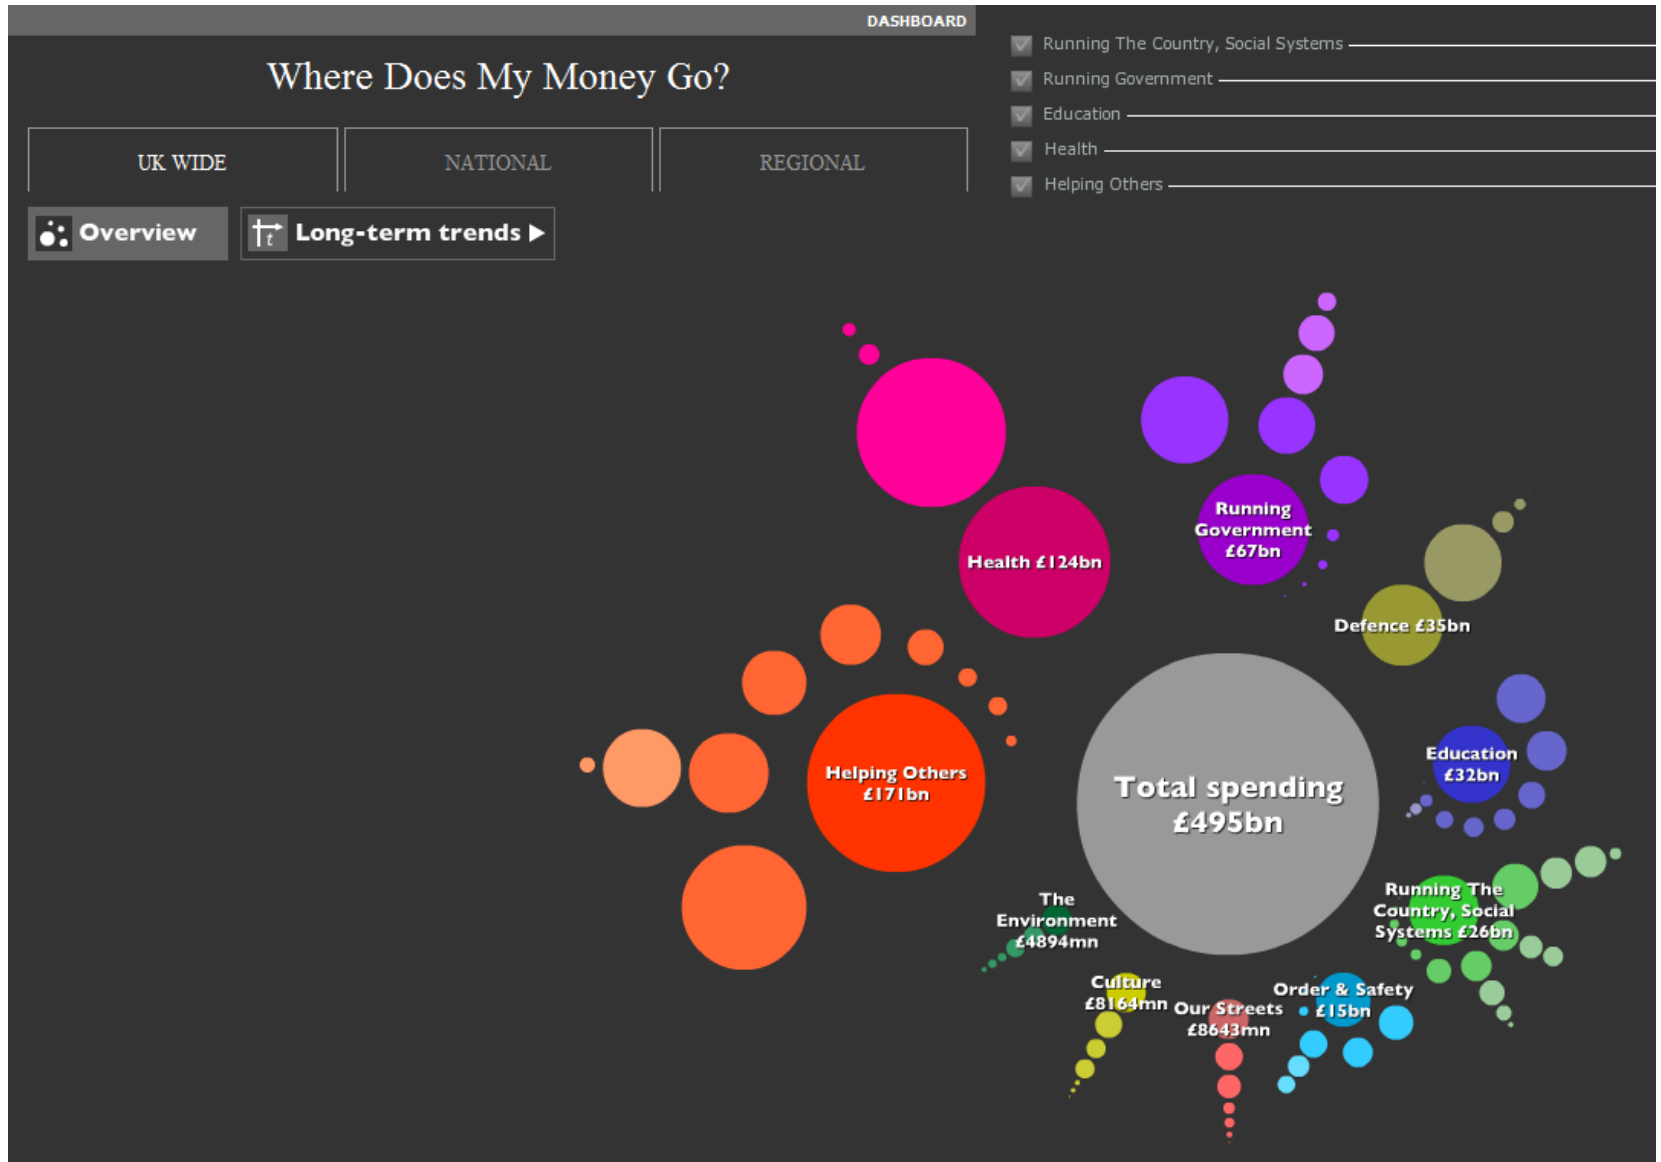 DASHBOARD
Where Does My Money Go?
UK WIDE
NATIONAL
REGIONAL
Overview
t
Long-term trends
Running The Country, Social Systems
Running Government
Education
Health
Helping Others
Running
Government
£67bn
Health £124bn
Defence £35bn
Helping Others
£171bn
Total spending
£495bn
Education
£32bn
The
Environment
£4894mn
Running The
Country, Social
Systems £26bn
Culture
£8164mn
Our Streets
£8643mn
Order & Safety
£15bn